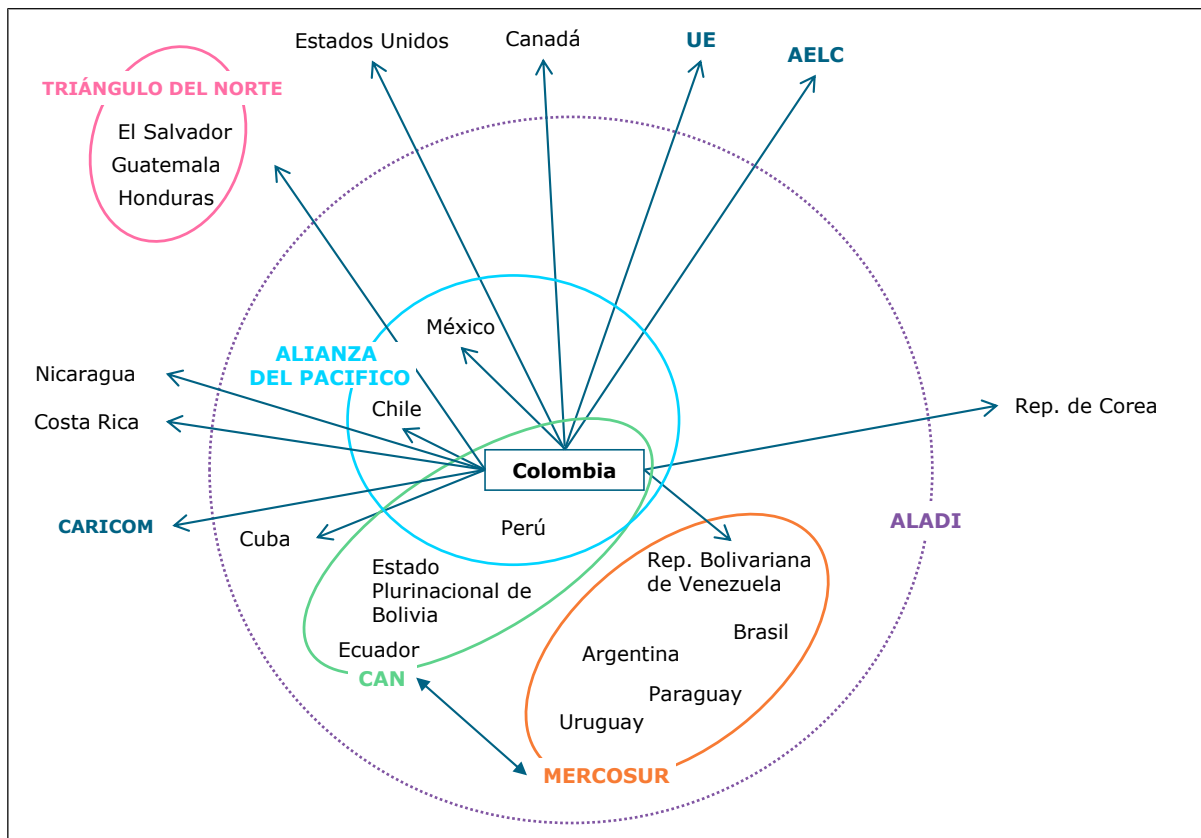 Estados Unidos
Canadá
UE
AELC
TRIÁNGULO DEL NORTE
El Salvador
Guatemala
Honduras
México
ALIANZA
DEL PACIFICO
Nicaragua
Chile
Costa Rica
Rep. de Corea
Colombia
CARICOM
Cuba
Perú
ALADI
Estado
Plurinacional de
Bolivia
Rep. Bolivariana
de Venezuela
Brasil
Ecuador
Argentina
CAN
Paraguay
Uruguay
MERCOSUR